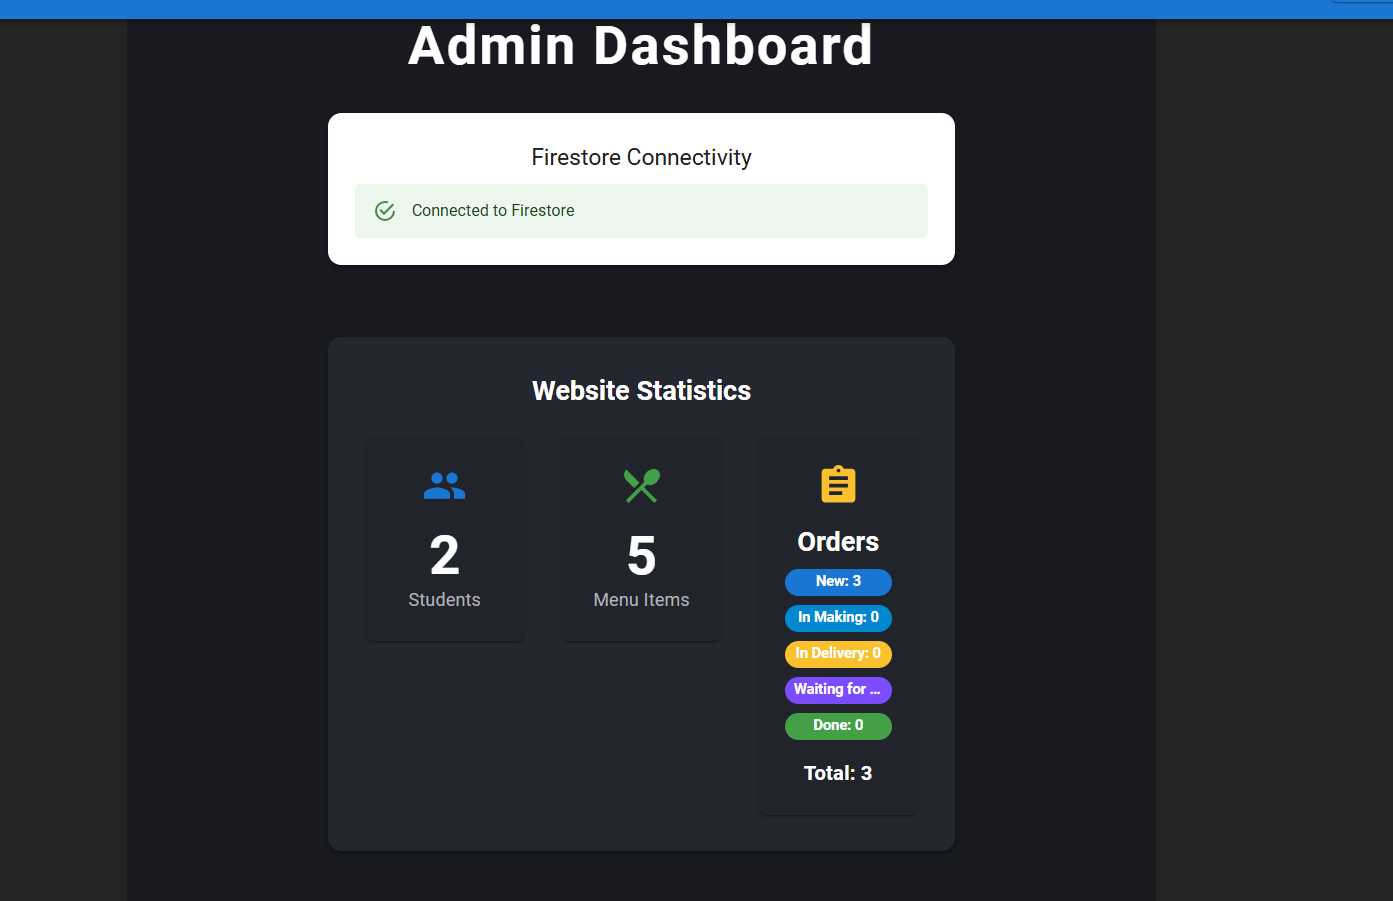 Admin Dashboard
Firestore Connectivity
Connected to Firestore
Website Statistics
2
Students
5
Menu Items
Orders
New: 3
In Making: 0
In Delivery: 0
Waiting for ...
Done: 0
Total: 3